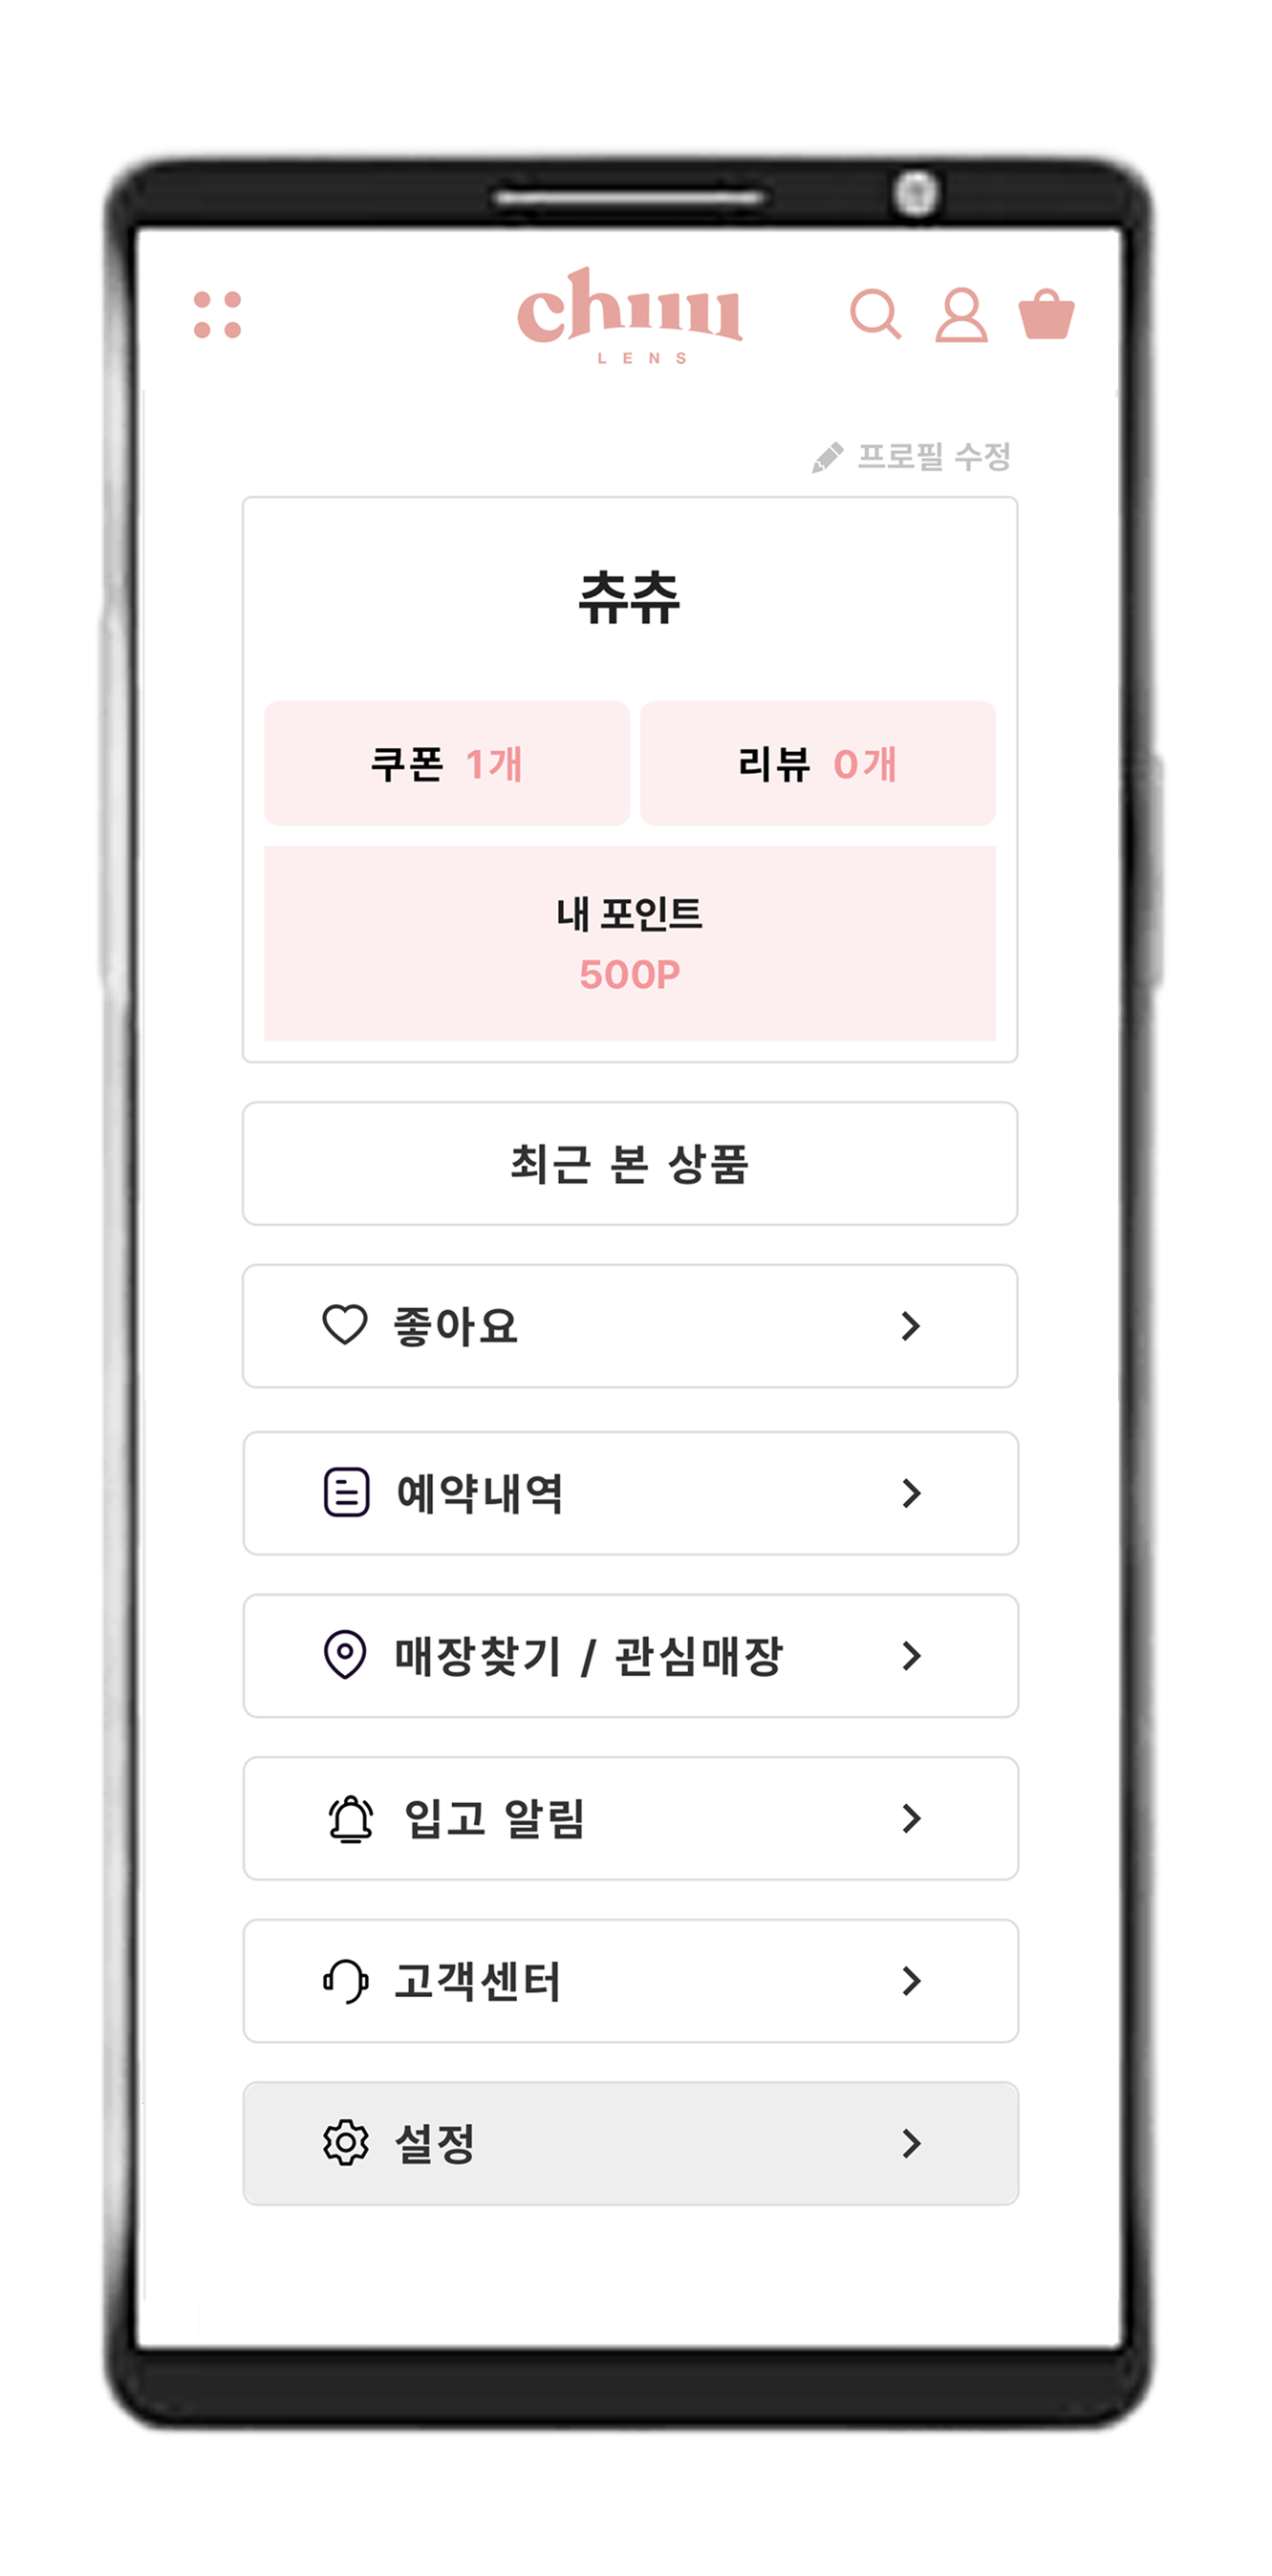 chuu
LENS
프로필 수정
츄츄
쿠폰 1개
리뷰 0개
내 포인트
500P
최근 본 상품
좋아요
예약내역
매장찾기 / 관심매장
입고 알림
고객센터
설정